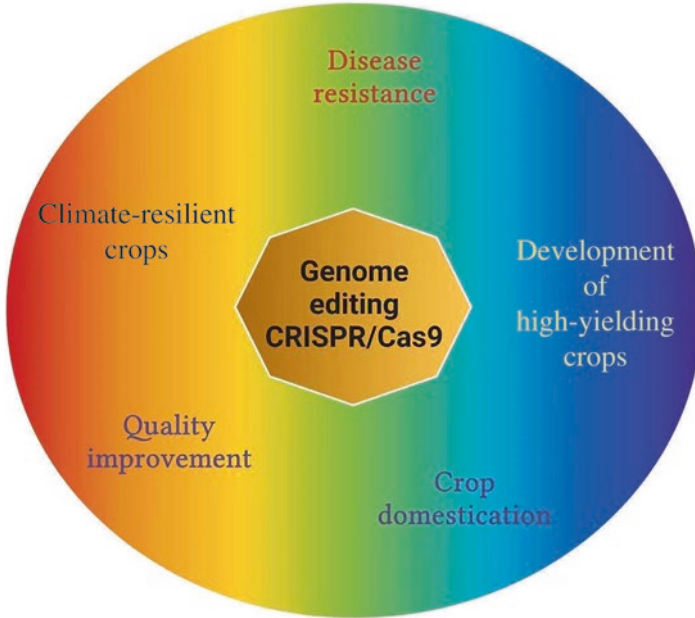 Disease
resistance
Climate-resilient
crops
Genome
editing
CRISPR/Cas9
Development
of
high-yielding
crops
Quality
improvement
Crop
domestication